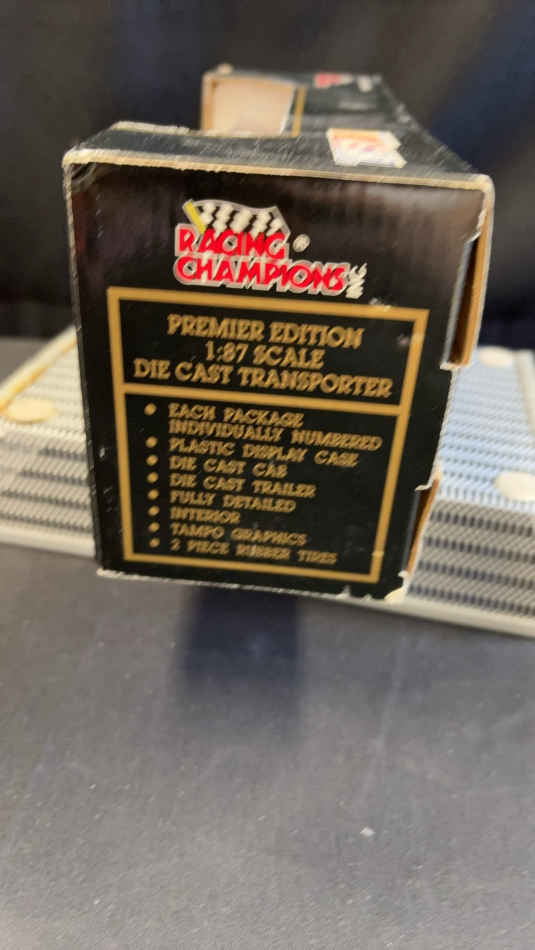 RACING ®
CHAMPIONS INC.
PREMIER EDITION
1:87 SCALE
DIE CAST TRANSPORTER
• EACH PACKAGE
INDIVIDUALLY NUMBERED
• PLASTIC DISPLAY CASE
• DIE CAST CAB
• DIE CAST TRAILER
• FULLY DETAILED
• INTERIOR
• TAMPO GRAPHICS
• 2 PIECE RUBBER TIRES